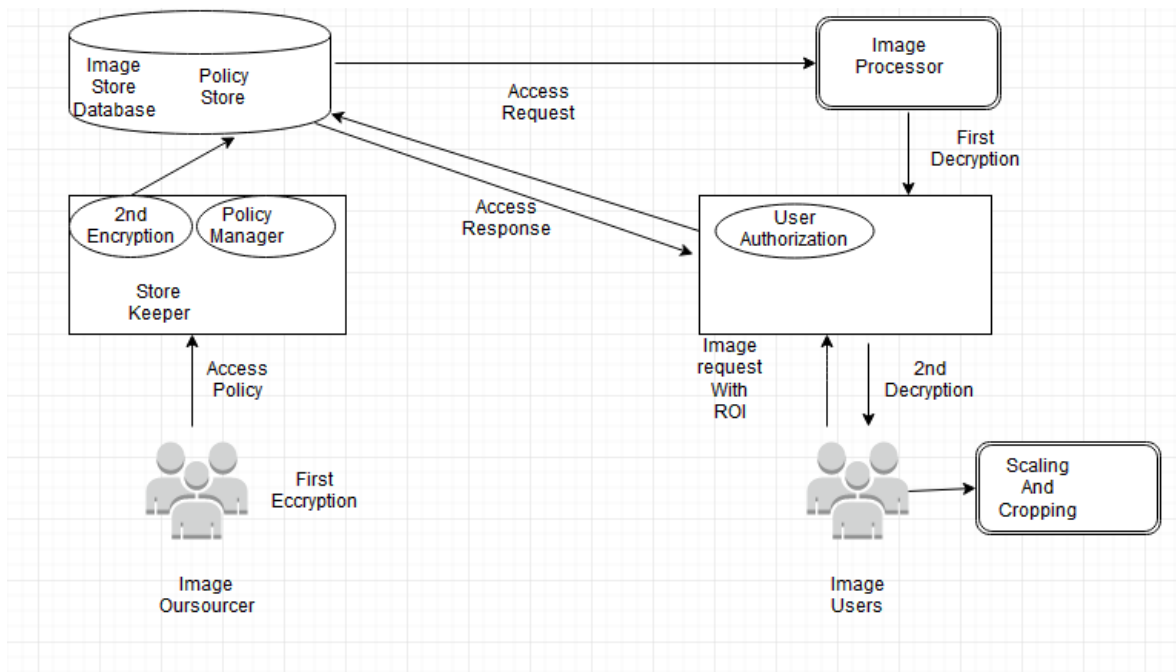 Image
Store
Database
Policy
Store
Image
Processor
Access
Request
First
Decryption
2nd
Encryption
Policy
Manager
Access
Response
User
Authorization
Store
Keeper
Access
Policy
Image
request
With
ROI
2nd
Decryption
First
Eccryption
Scaling
And
Cropping
Image
Oursourcer
Image
Users